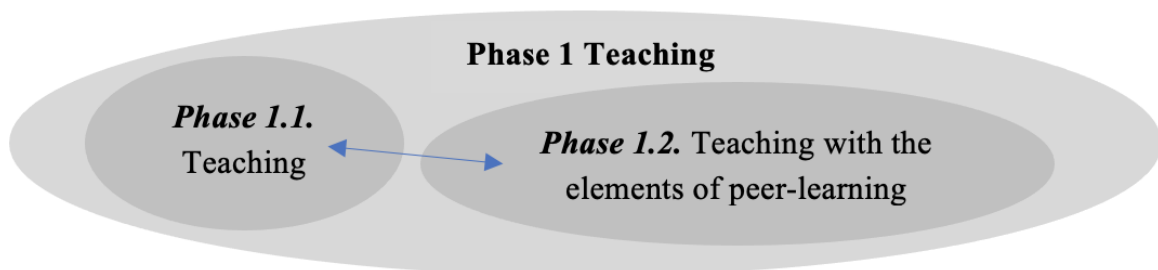 Phase 1 Teaching
Phase 1.1.
Teaching
Phase 1.2. Teaching with the
elements of peer-learning